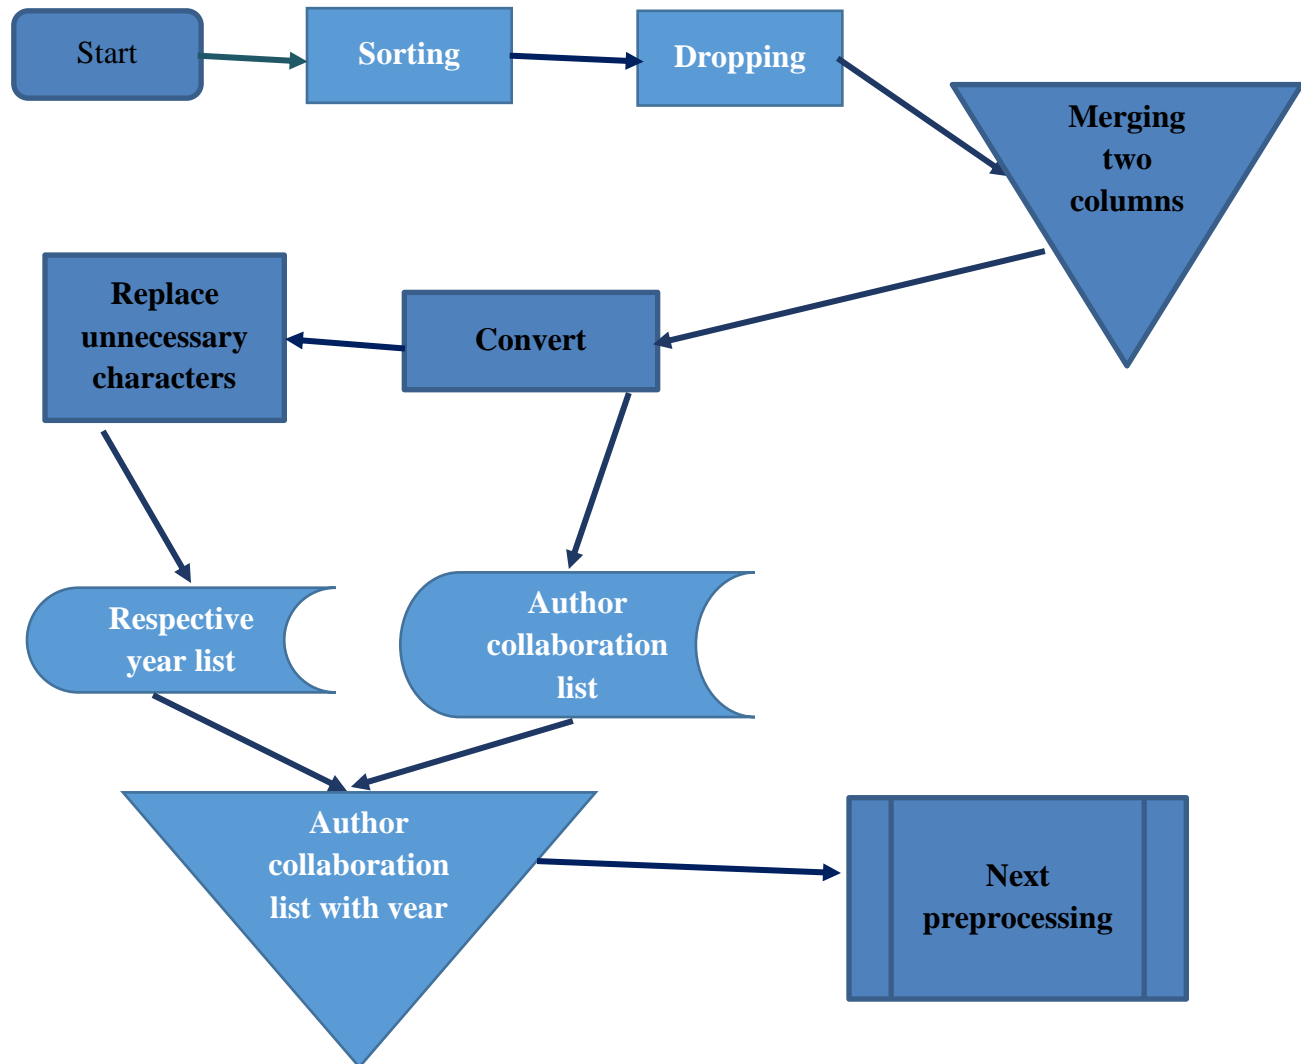 Start
Sorting
Dropping
Merging
two
columns
Replace
unnecessary
characters
Convert
Respective
year list
Author
collaboration
list
Author
collaboration
list with year
Next
preprocessing